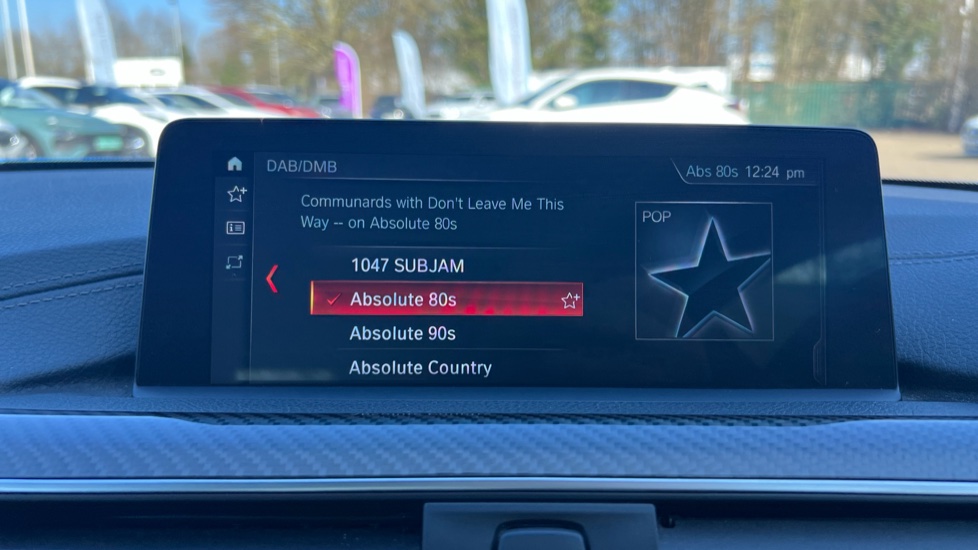 DAB/DMB
Abs 80s 12:24 pm
Communards with Don't Leave Me This
Way -- on Absolute 80s
POP
1047 SUBJAM
Absolute 80s
Absolute 90s
Absolute Country